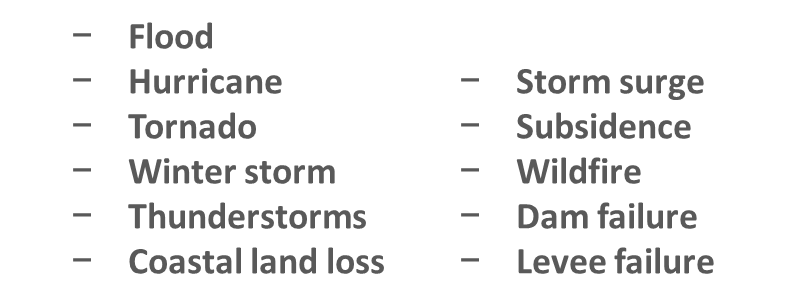 – Flood
– Hurricane
– Tornado
– Winter storm
– Thunderstorms
– Coastal land loss
– Storm surge
– Subsidence
– Wildfire
– Dam failure
– Levee failure